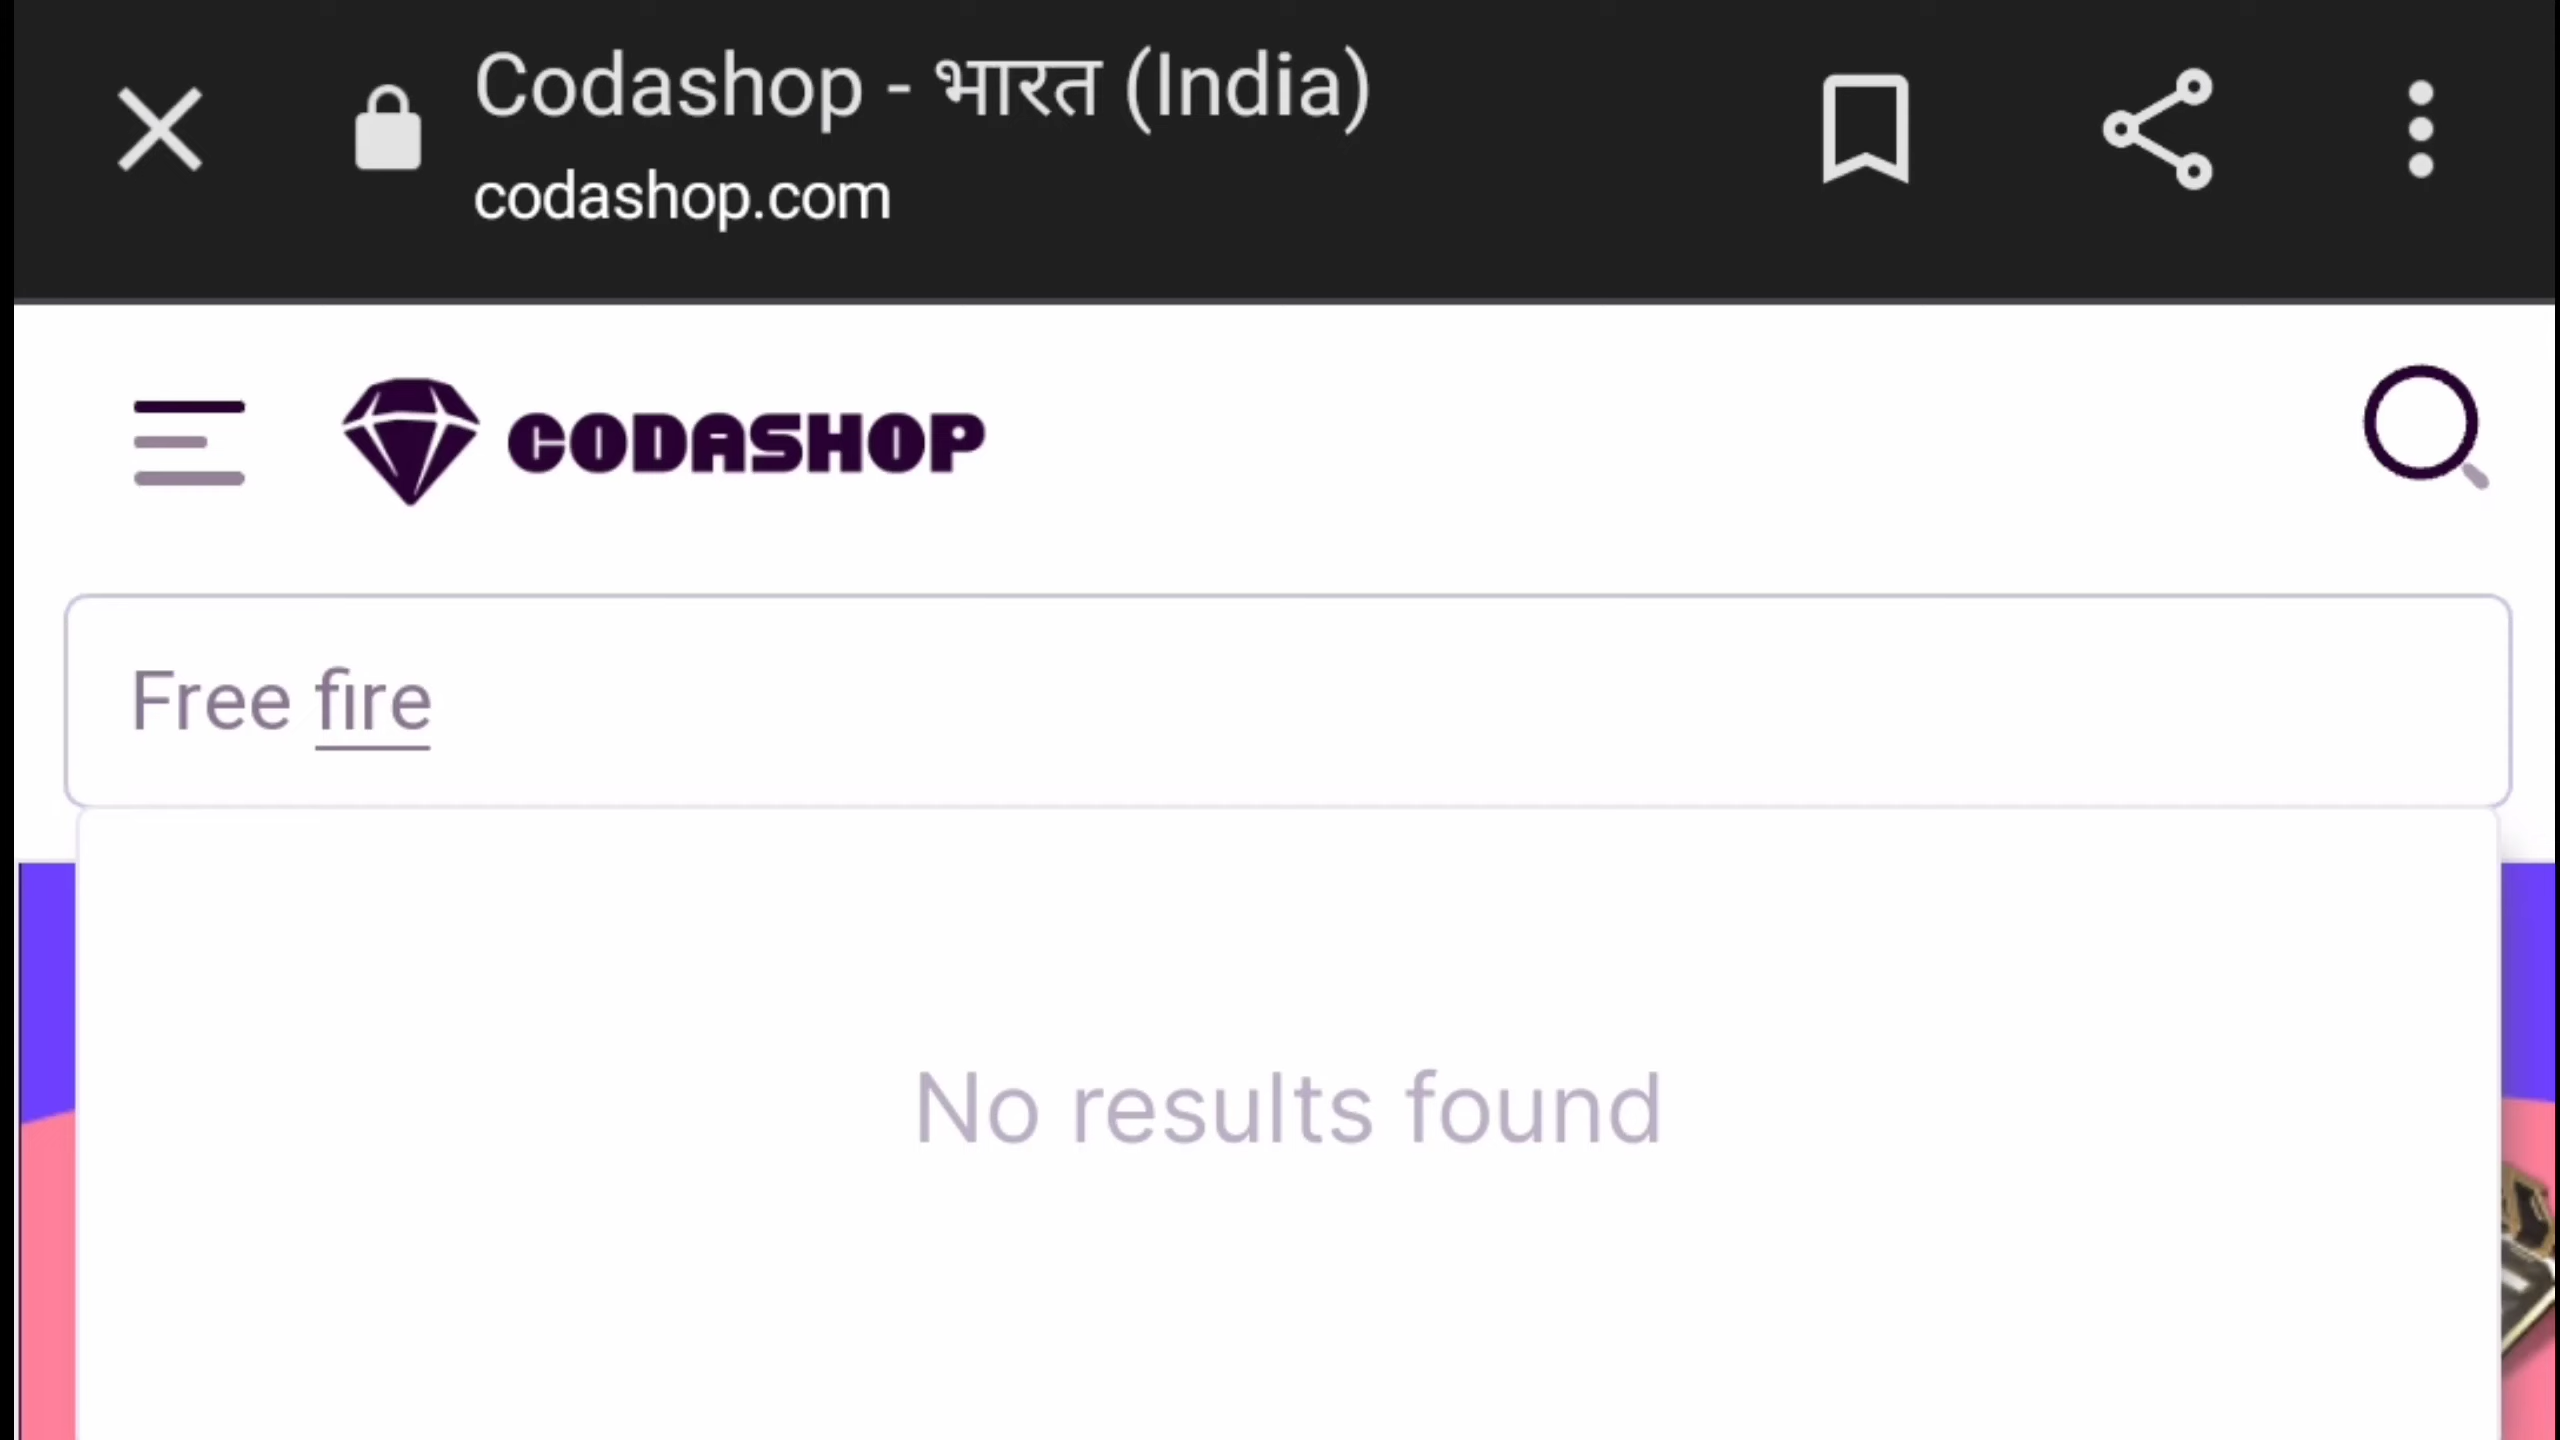 Codashop - भारत (India)
codashop.com
CODASHOP
Free fire
No results found